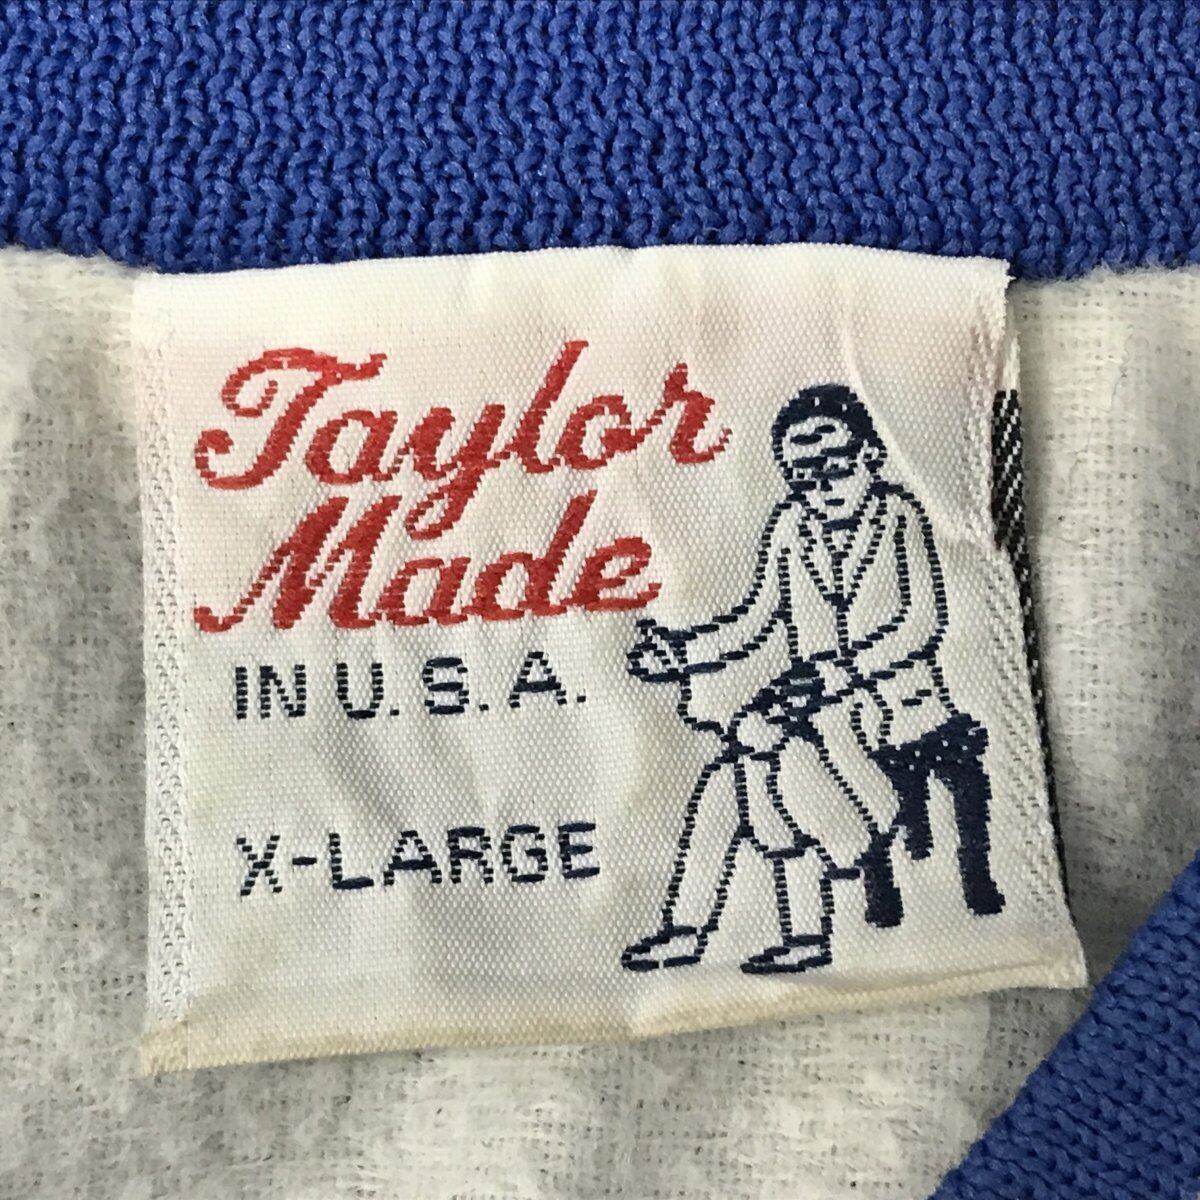 Taylor
Made
IN U.S.A.
X-LARGE